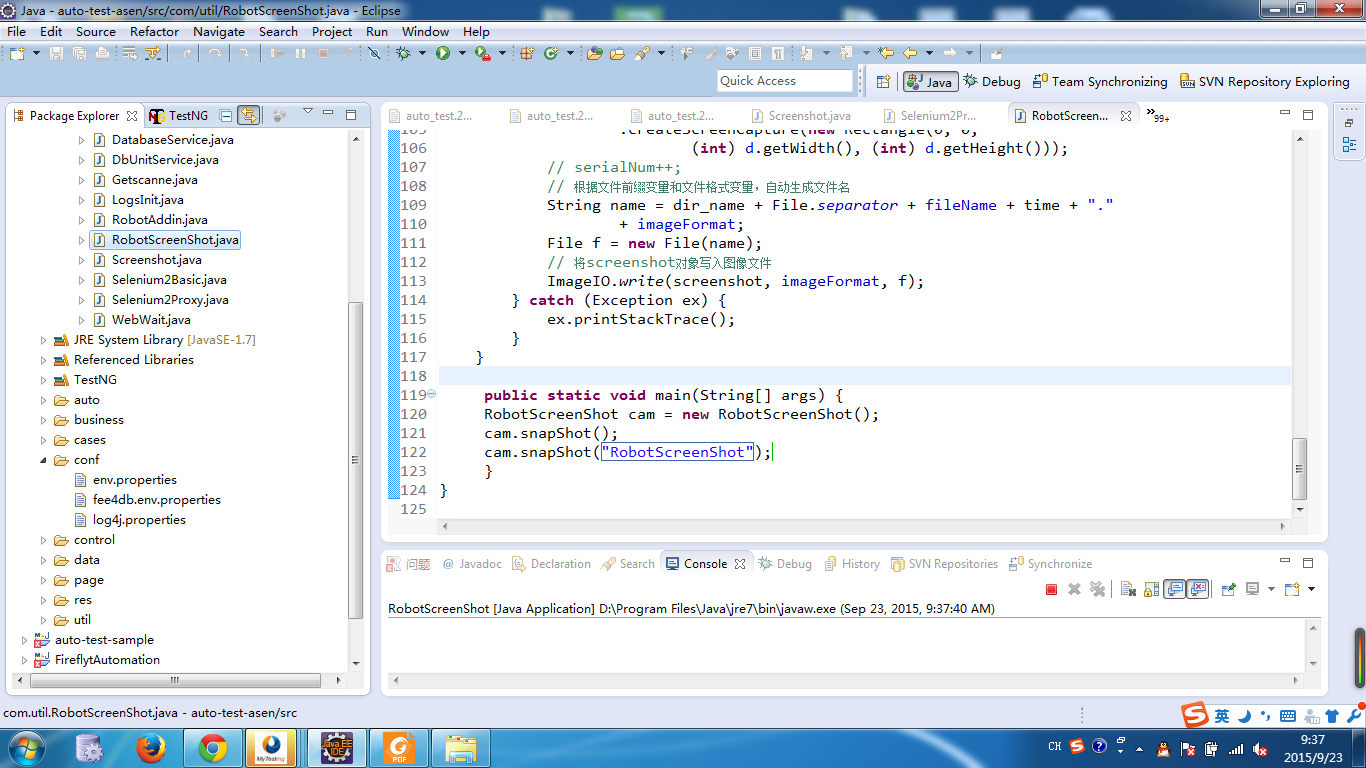 Java - auto-test-asen/src/com/util/RobotScreenShot.java - Eclipse
File Edit Source Refactor Navigate Search Project Run Window Help
Quick Access
Java
Debug
Team Synchronizing
SVN Repository Exploring
Package Explorer
TestNG
DatabaseService.java
DbUnitService.java
Getscanne.java
LogsInit.java
RobotAddin.java
RobotScreenShot.java
Screenshot.java
Selenium2Basic.java
Selenium2Proxy.java
WebWait.java
JRE System Library [JavaSE-1.7]
Referenced Libraries
TestNG
auto
business
cases
conf
env.properties
fee4db.env.properties
log4j.properties
control
data
page
res
util
auto-test-sample
FireflytAutomation
auto_test.2...
auto_test.2...
auto_test.2...
Screenshot.java
Selenium2Pr...
RobotScreen...
99+
105 .createScreenCapture(new Rectangle(0, 0,
106 (int) d.getWidth(), (int) d.getHeight()));
107 // serialNum++;
108 // 根据文件前缀变量和文件格式变量，自动生成文件名
109 String name = dir_name + File.separator + fileName + time + "."
110 + imageFormat;
111 File f = new File(name);
112 // 将screenshot对象写入图像文件
113 ImageIO.write(screenshot, imageFormat, f);
114 } catch (Exception ex) {
115 ex.printStackTrace();
116 }
117 }
118
119 public static void main(String[] args) {
120 RobotScreenShot cam = new RobotScreenShot();
121 cam.snapShot();
122 cam.snapShot("RobotScreenShot");
123 }
124 }
125
问题
@ Javadoc
Declaration
Search
Console
Debug
History
SVN Repositories
Synchronize
RobotScreenShot [Java Application] D:\Program Files\Java\jre7\bin\javaw.exe (Sep 23, 2015, 9:37:40 AM)
com.util.RobotScreenShot.java - auto-test-asen/src
英
MyTesting
Java EE
IDE
PDF
CH
9:37
2015/9/23